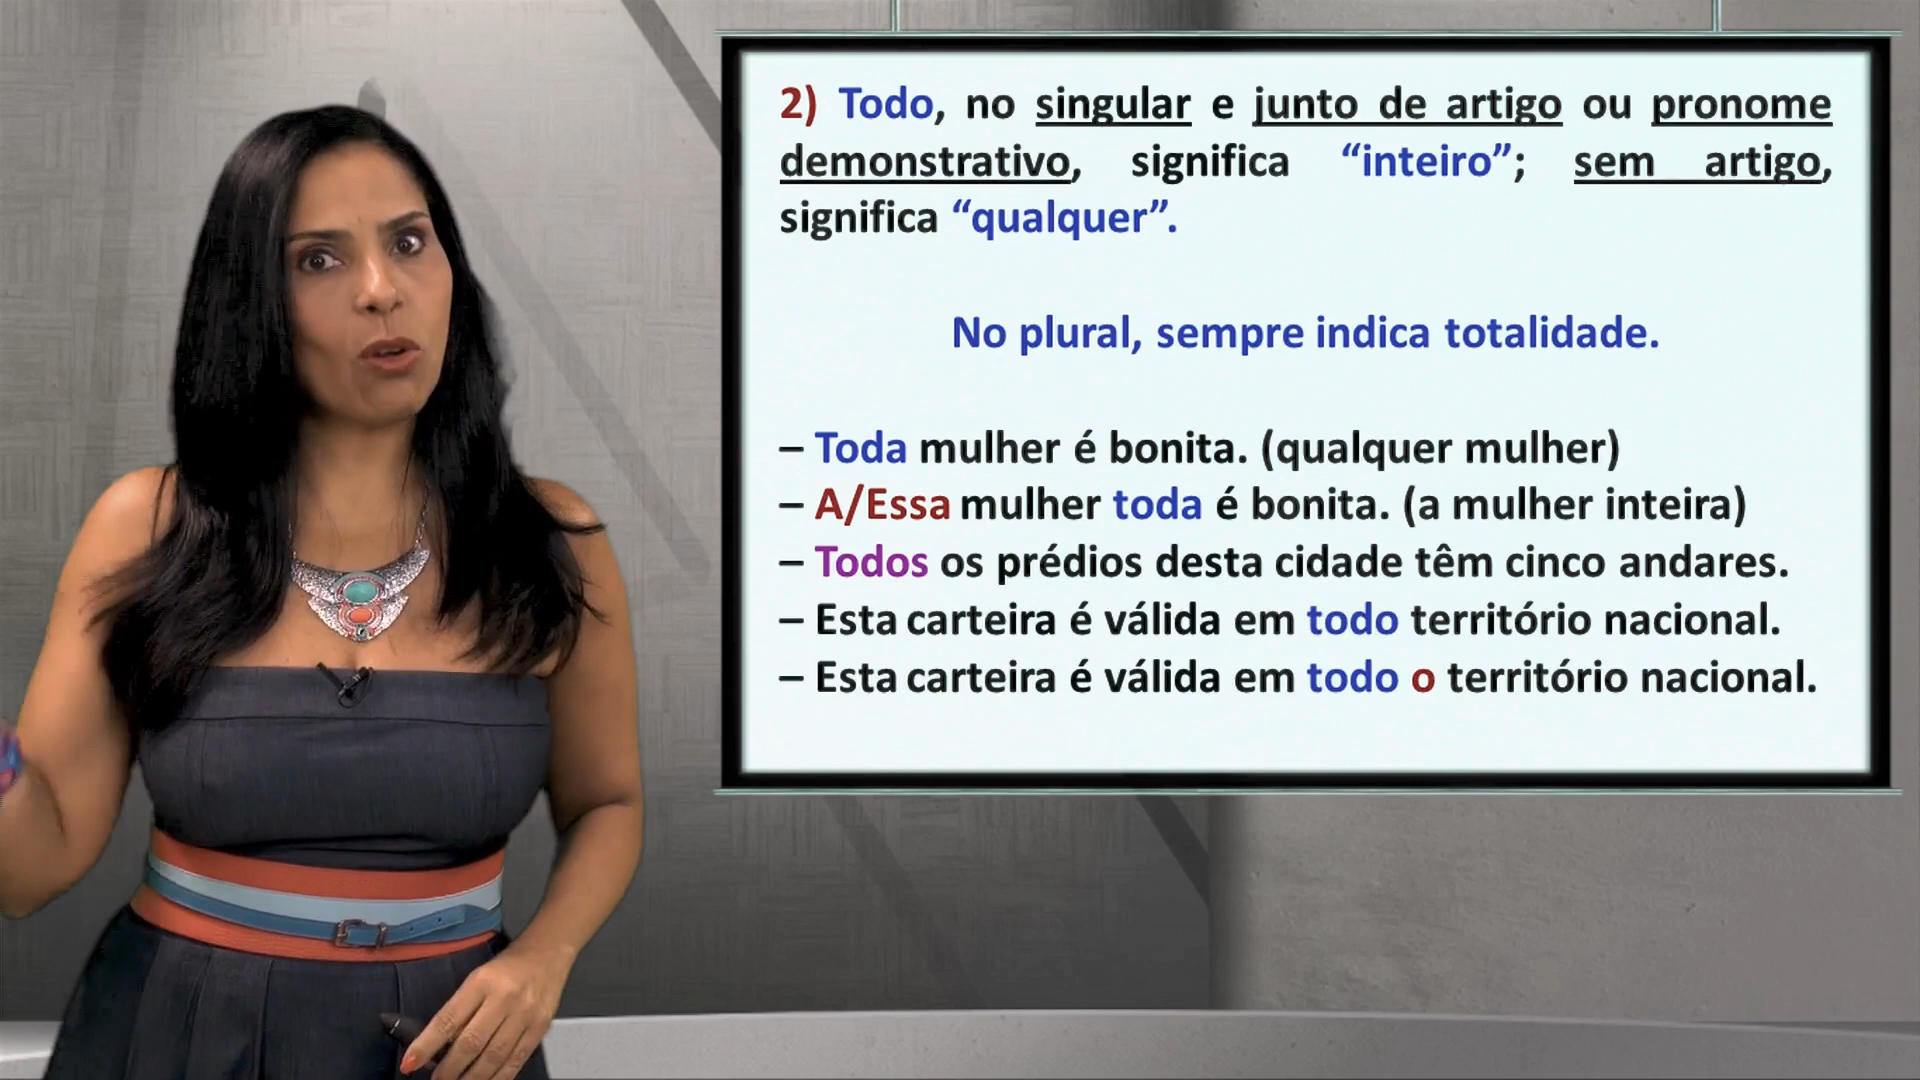 2) Todo, no singular e junto de artigo ou pronome
demonstrativo, significa “inteiro”; sem artigo,
significa “qualquer”.
No plural, sempre indica totalidade.
– Toda mulher é bonita. (qualquer mulher)
– A/Essa mulher toda é bonita. (a mulher inteira)
– Todos os prédios desta cidade têm cinco andares.
– Esta carteira é válida em todo território nacional.
– Esta carteira é válida em todo o território nacional.